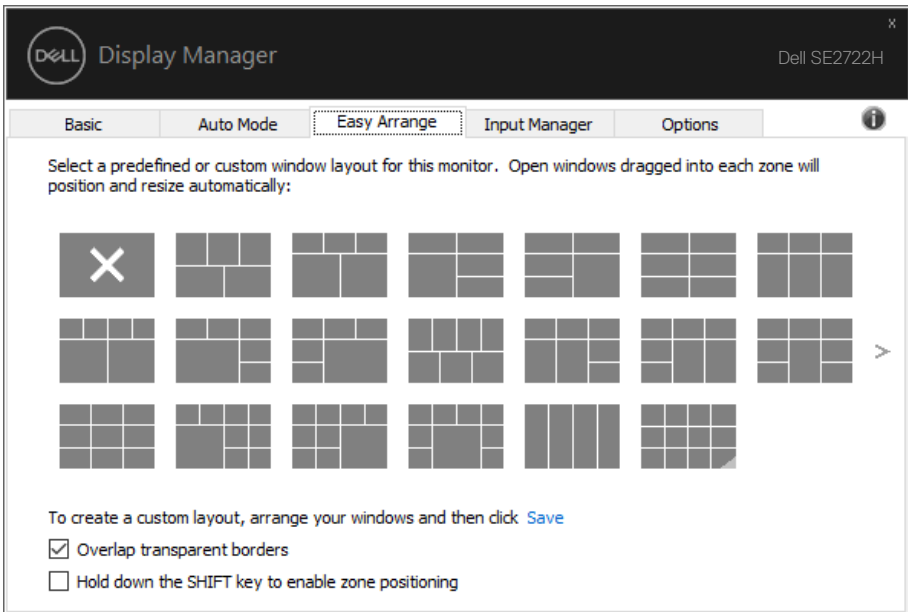 x
DELL Display Manager
Dell SE2722H
Basic Auto Mode Easy Arrange Input Manager Options i
Select a predefined or custom window layout for this monitor. Open windows dragged into each zone will
position and resize automatically:
>
To create a custom layout, arrange your windows and then click Save
Overlap transparent borders
Hold down the SHIFT key to enable zone positioning